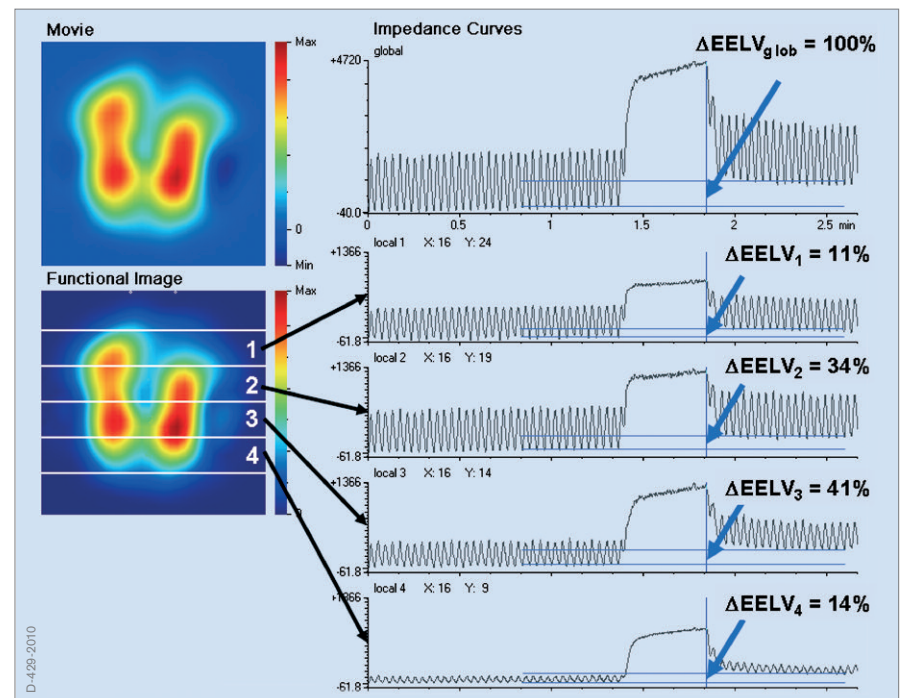 Movie
Max
0
Min
Functional Image
Max
1
2
3
4
0
Impedance Curves
global
+4720
-40.0
0
0.5
1
1.5
2
2.5
min
ΔEELVglob = 100%
local 1 X: 16 Y: 24
+1366
-61.8
ΔEELV1 = 11%
local 2 X: 16 Y: 19
+1366
-61.8
ΔEELV2 = 34%
local 3 X: 16 Y: 14
+1366
-61.8
ΔEELV3 = 41%
local 4 X: 16 Y: 9
+1366
-61.8
ΔEELV4 = 14%
D-429-2010